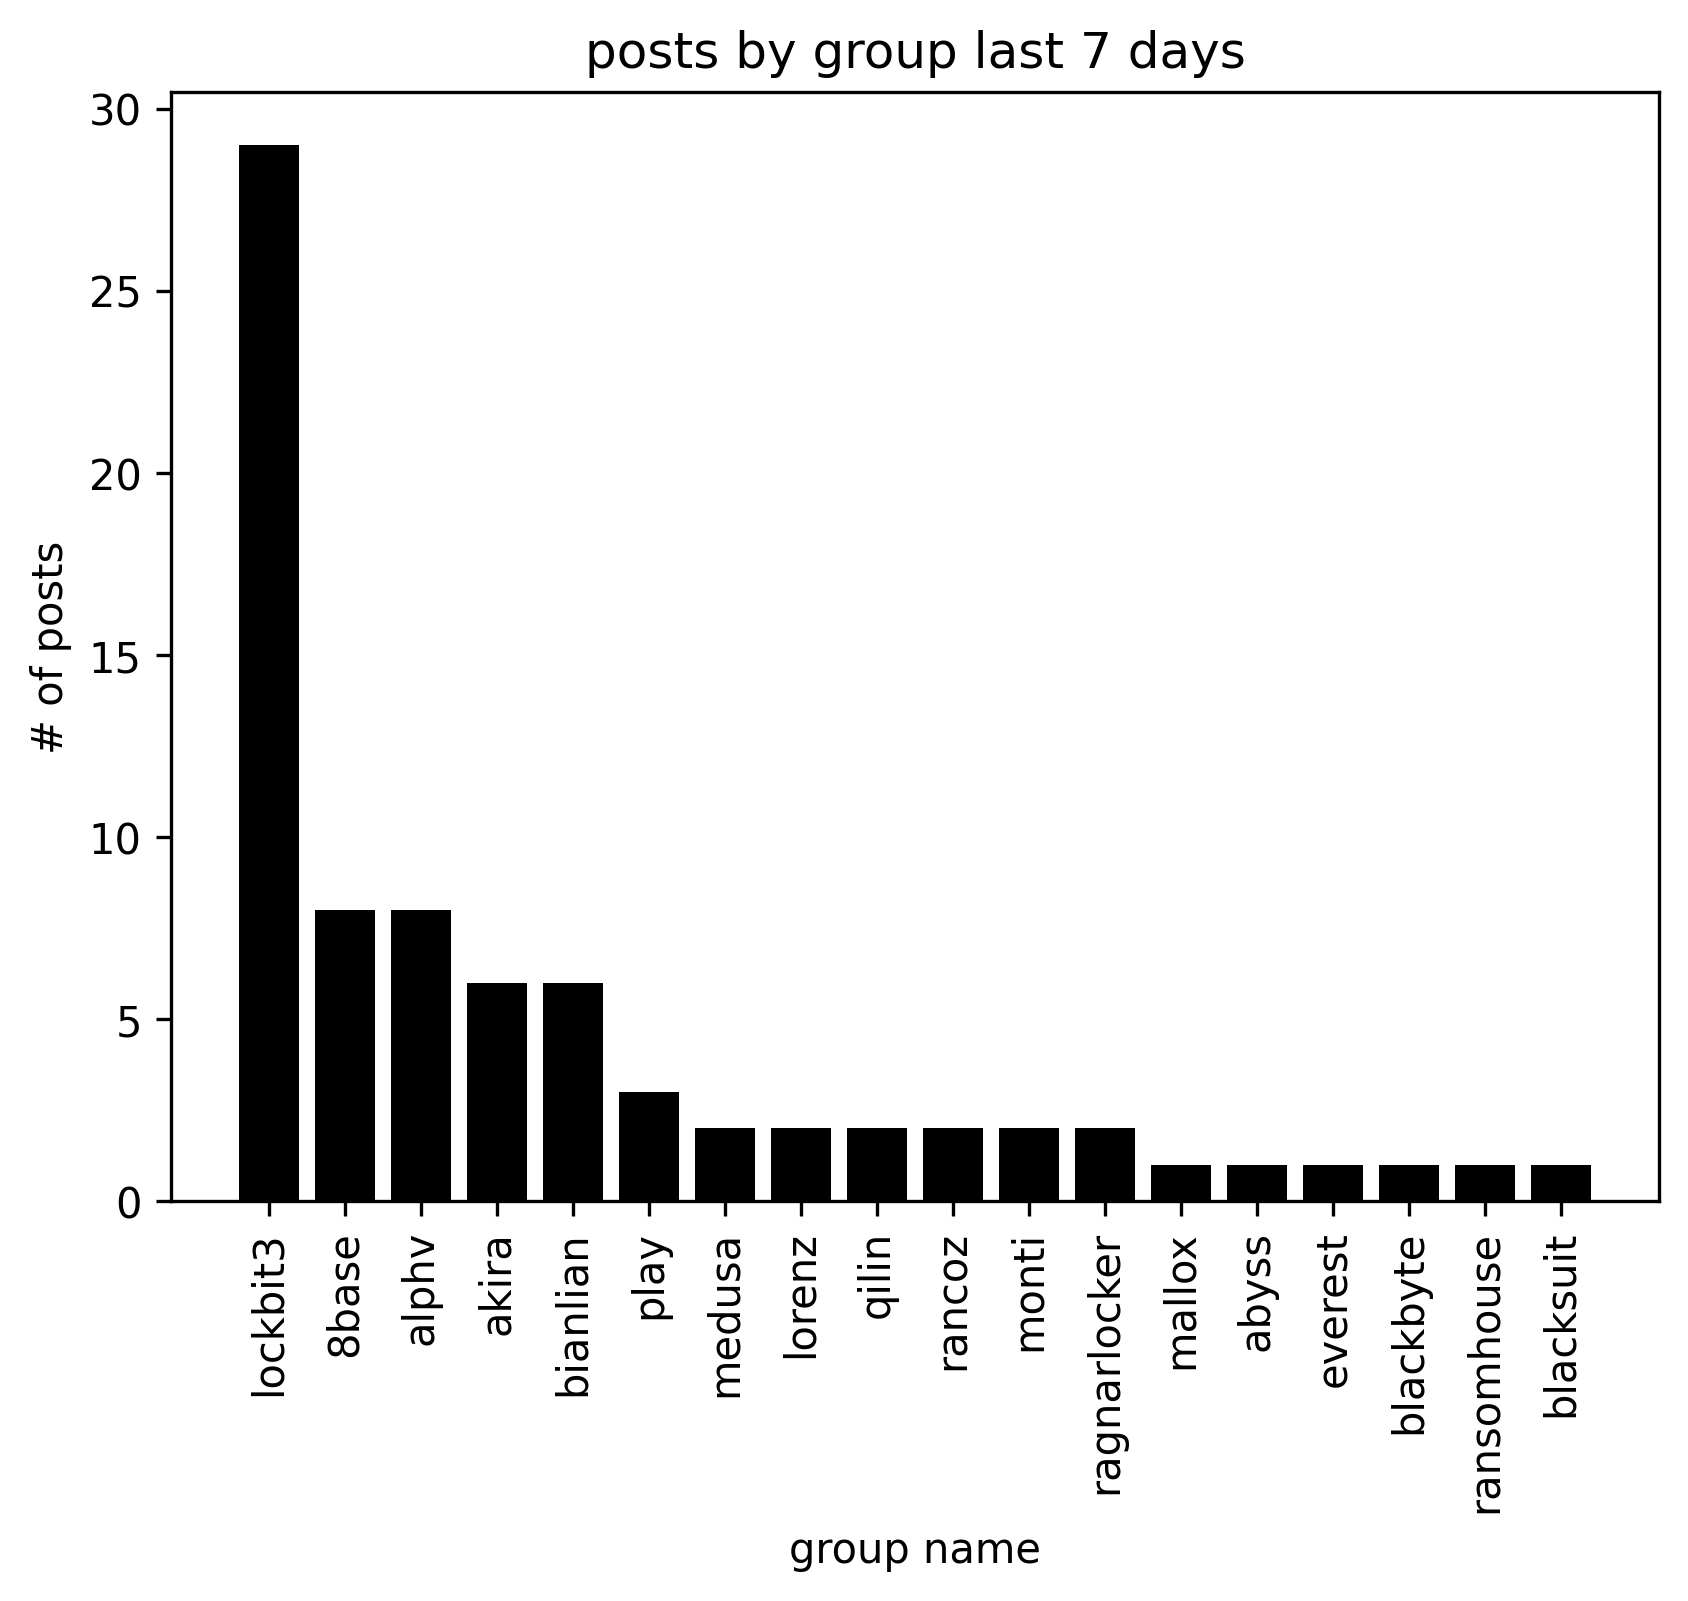 posts by group last 7 days
# of posts
30
25
20
15
10
5
0
lockbit3
8base
alphv
akira
bianlian
play
medusa
lorenz
qilin
rancoz
monti
ragnarlocker
mallox
abyss
everest
blackbyte
ransomhouse
blacksuit
group name